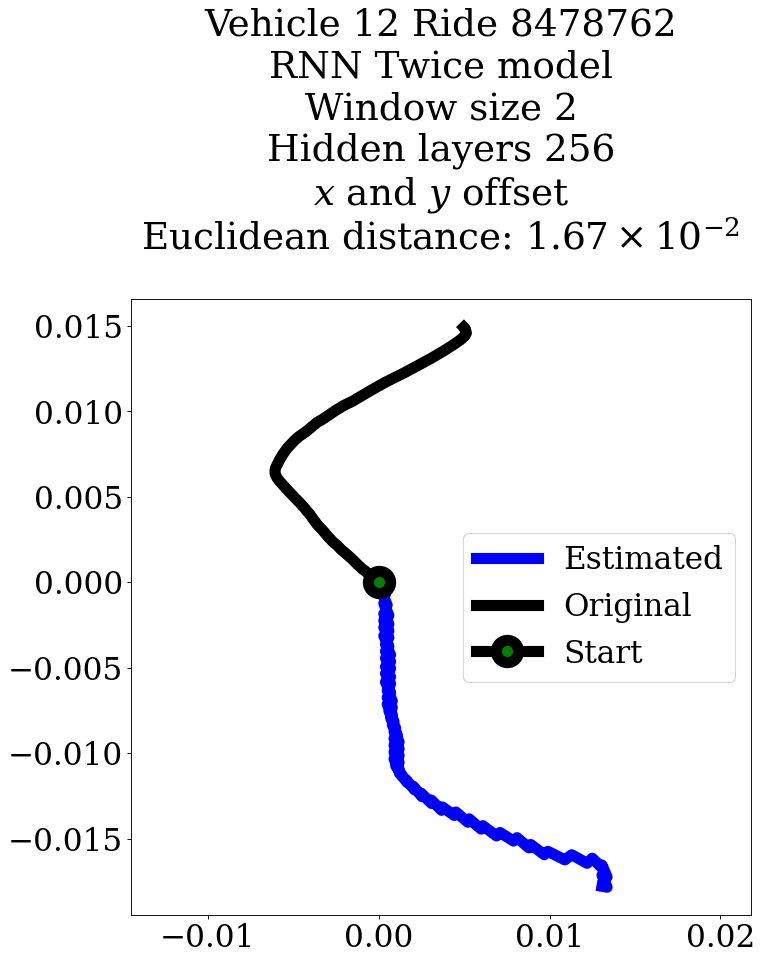 Vehicle 12 Ride 8478762
RNN Twice model
Window size 2
Hidden layers 256
x and y offset
Euclidean distance: 1.67 × 10⁻²
0.015
0.010
0.005
0.000
−0.005
−0.010
−0.015
Estimated
Original
Start
−0.01
0.00
0.01
0.02